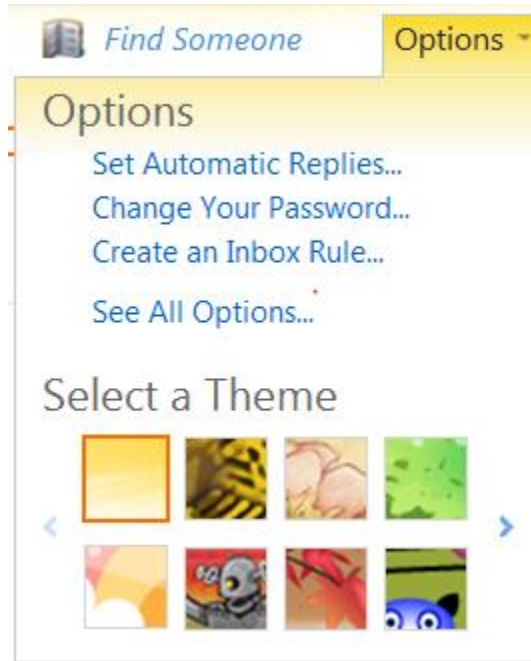 Find Someone
Options
Options
Set Automatic Replies...
Change Your Password...
Create an Inbox Rule...
See All Options...
Select a Theme